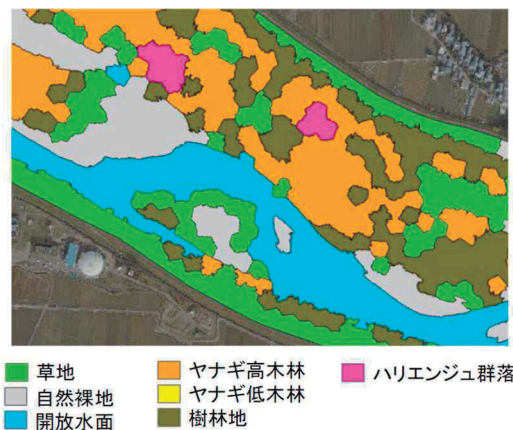 草地
自然裸地
開放水面
ヤナギ高木林
ヤナギ低木林
樹林地
ハリエンジュ群落